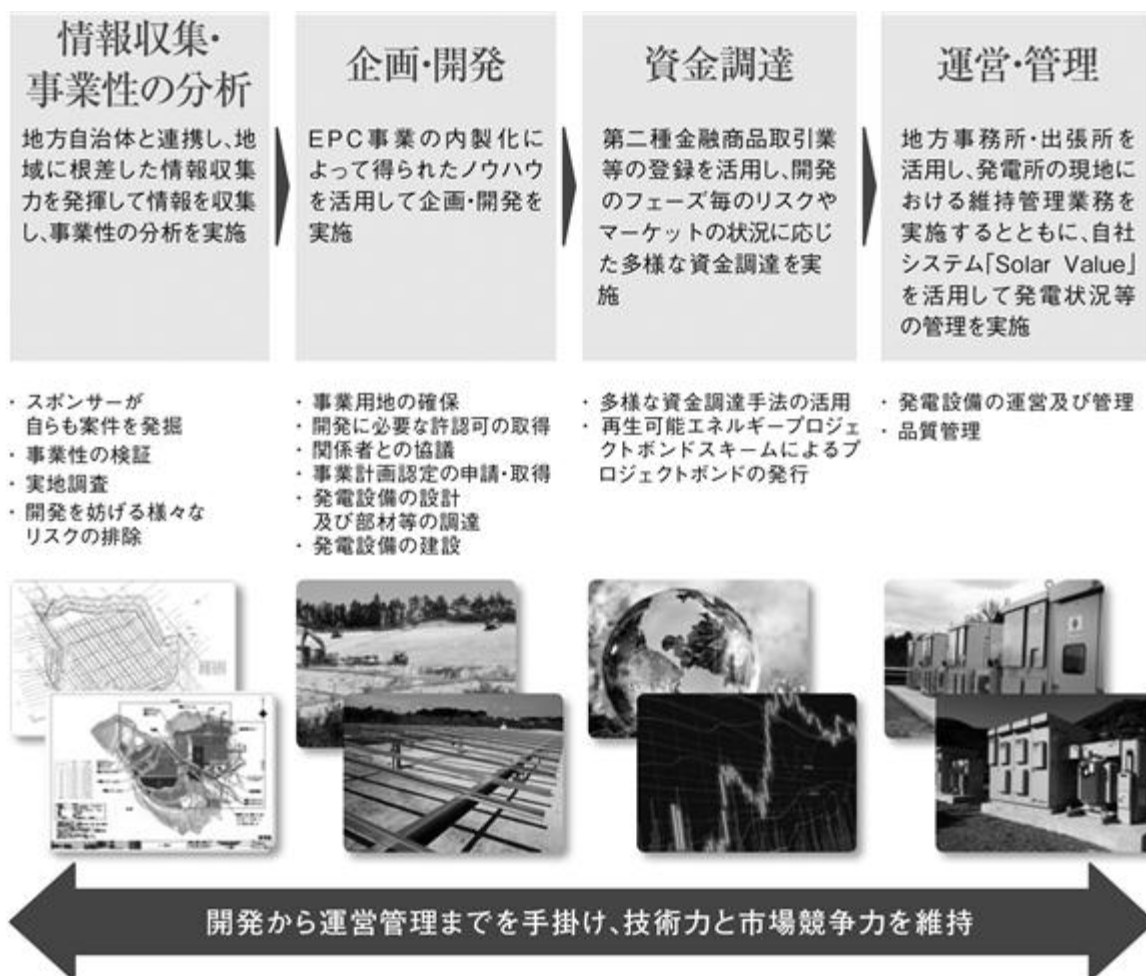 情報収集・
事業性の分析
地方自治体と連携し、地
域に根差した情報収集
力を発揮して情報を収集
し、事業性の分析を実施
企画・開発
EPC事業の内製化に
よって得られたノウハウ
を活用して企画・開発を
実施
資金調達
第二種金融商品取引業
等の登録を活用し、開発
のフェーズ毎のリスクや
マーケットの状況に応じ
た多様な資金調達を実
施
運営・管理
地方事務所・出張所を
活用し、発電所の現地に
おける維持管理業務を
実施するとともに、自社
システム「Solar Value」
を活用して発電状況等
の管理を実施
・ スポンサーが
自らも案件を発掘
・ 事業性の検証
・ 実地調査
・ 開発を妨げる様々な
リスクの排除
・ 事業用地の確保
・ 開発に必要な許認可の取得
・ 関係者との協議
・ 事業計画認定の申請・取得
・ 発電設備の設計
及び部材等の調達
・ 発電設備の建設
・ 多様な資金調達手法の活用
・ 再生可能エネルギープロジェ
クトボンドスキームによるプ
ロジェクトボンドの発行
・ 発電設備の運営及び管理
・ 品質管理
開発から運営管理までを手掛け、技術力と市場競争力を維持